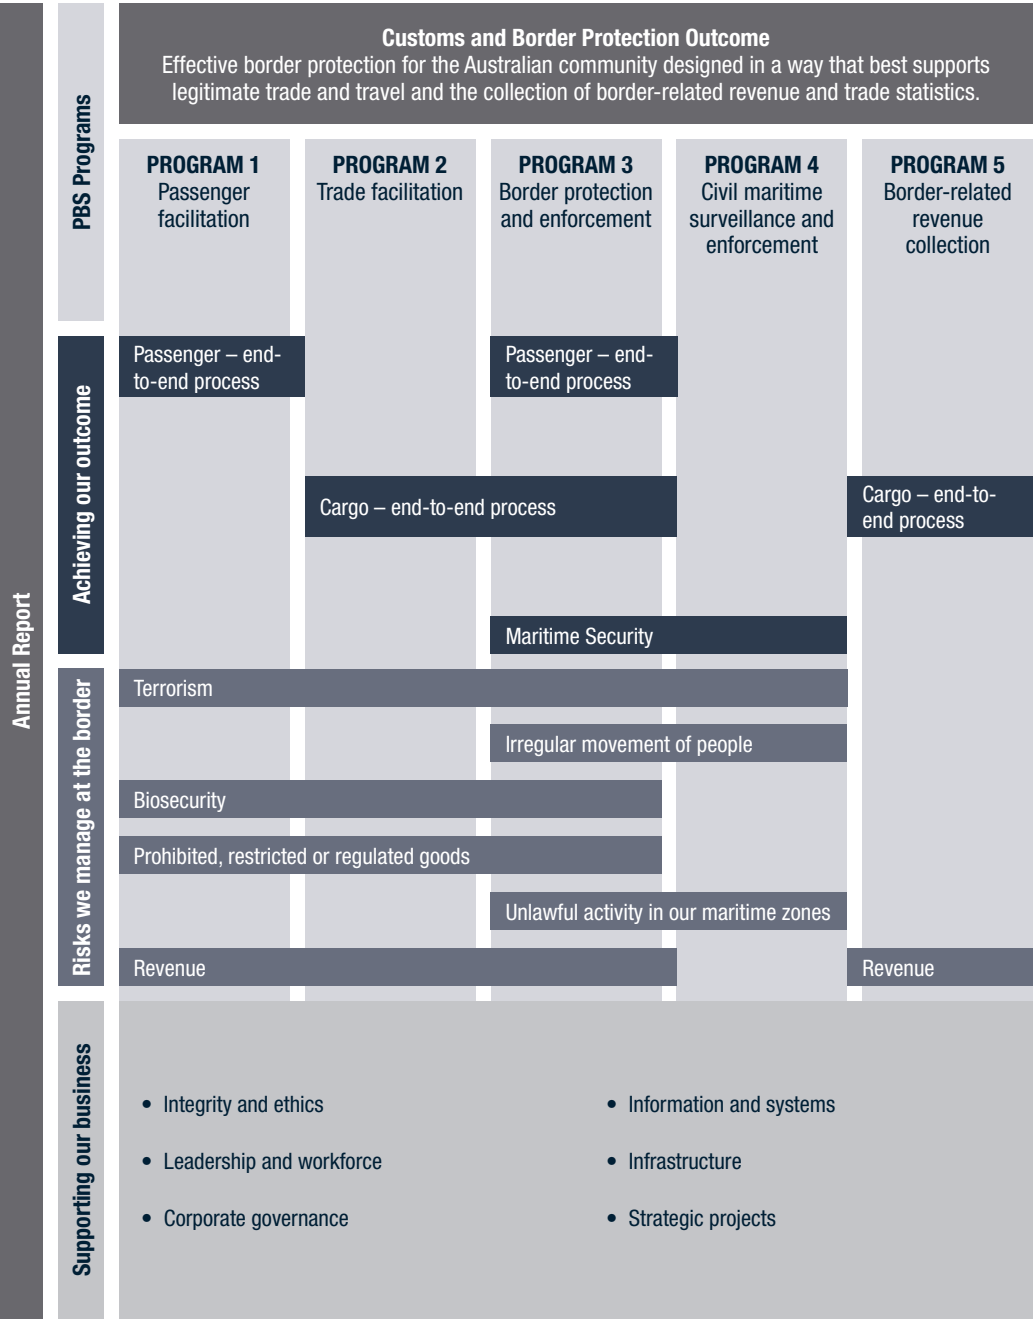 Annual Report
PBS Programs
Customs and Border Protection Outcome
Effective border protection for the Australian community designed in a way that best supports
legitimate trade and travel and the collection of border-related revenue and trade statistics.
PROGRAM 1
Passenger
facilitation
PROGRAM 2
Trade facilitation
PROGRAM 3
Border protection
and enforcement
PROGRAM 4
Civil maritime
surveillance and
enforcement
PROGRAM 5
Border-related
revenue
collection
Achieving our outcome
Passenger – end-
to-end process
Passenger – end-
to-end process
Cargo – end-to-end process
Cargo – end-to-
end process
Maritime Security
Risks we manage at the border
Terrorism
Irregular movement of people
Biosecurity
Prohibited, restricted or regulated goods
Unlawful activity in our maritime zones
Revenue
Revenue
Supporting our business
• Integrity and ethics
• Leadership and workforce
• Corporate governance
• Information and systems
• Infrastructure
• Strategic projects